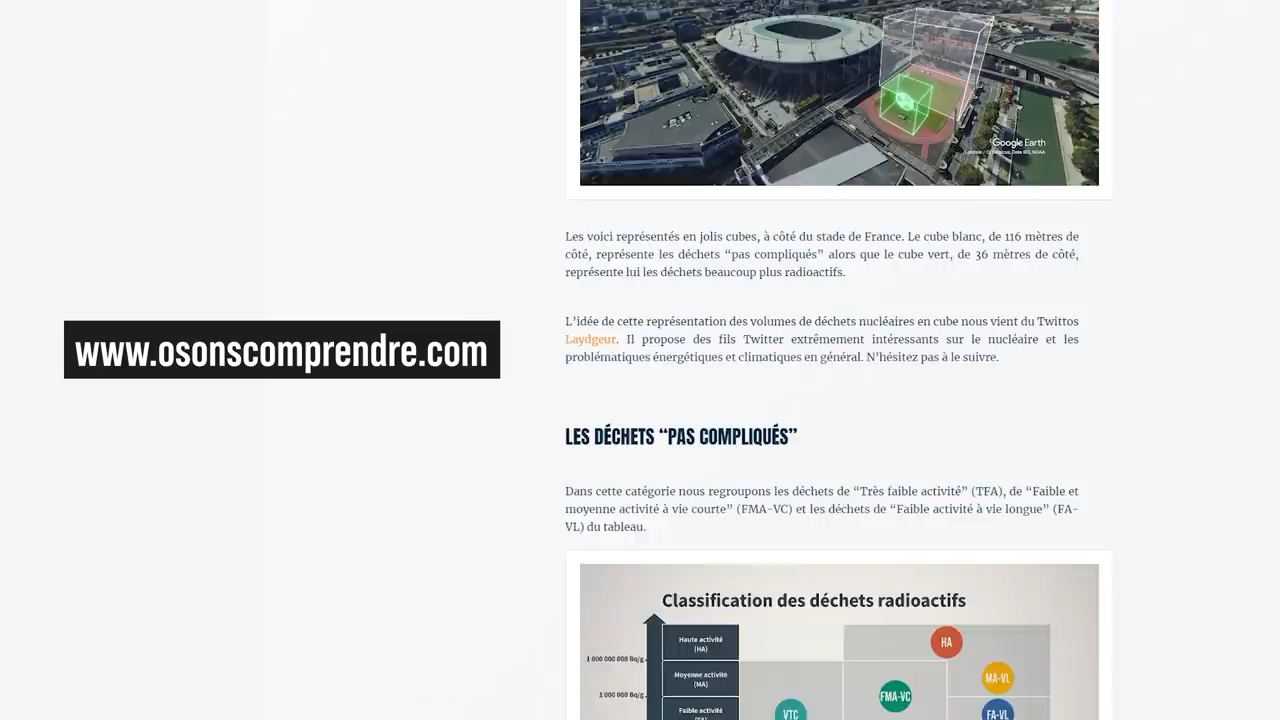 Google Earth
Les voici représentés en jolis cubes, à côté du stade de France. Le cube blanc, de 116 mètres de
côté, représente les déchets “pas compliqués” alors que le cube vert, de 36 mètres de côté,
représente lui les déchets beaucoup plus radioactifs.
L’idée de cette représentation des volumes de déchets nucléaires en cube nous vient du Twittos
Laydgeur. Il propose des fils Twitter extrêmement intéressants sur le nucléaire et les
problématiques énergétiques et climatiques en général. N’hésitez pas à le suivre.
www.osonscomprendre.com
LES DÉCHETS “PAS COMPLIQUÉS”
Dans cette catégorie nous regroupons les déchets de “Très faible activité” (TFA), de “Faible et
moyenne activité à vie courte” (FMA-VC) et les déchets de “Faible activité à vie longue” (FA-
VL) du tableau.
Classification des déchets radioactifs
Haute activité
(HA)
HA
1 000 000 000 Bq/g
Moyenne activité
(MA)
MA-VL
FMA-VC
1 000 000 Bq/g
Faible activité
VTC
FA-VL